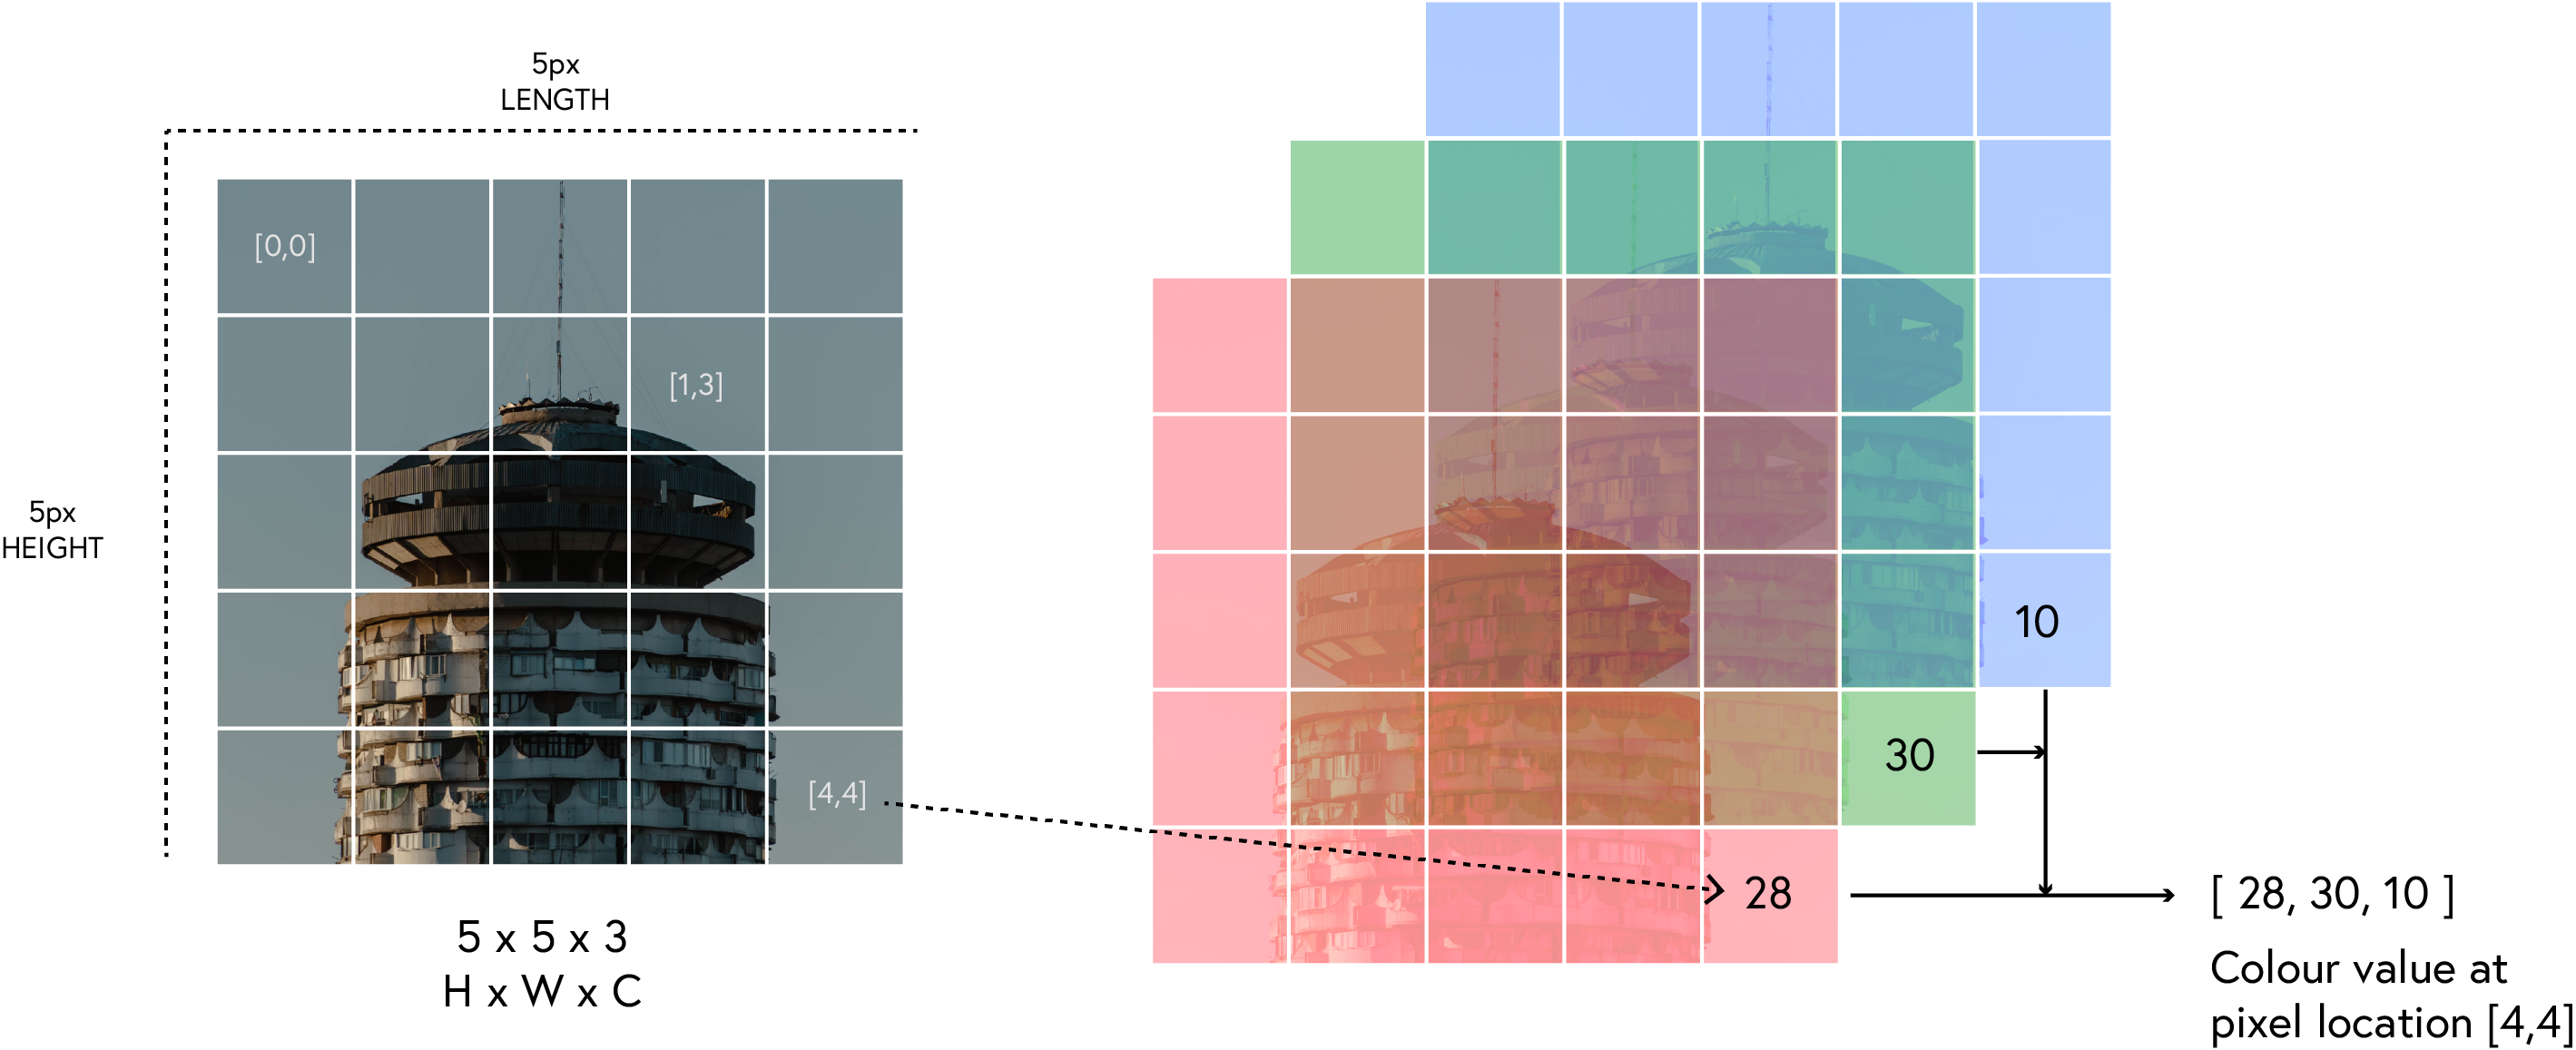 5px
LENGTH
5px
HEIGHT
[0,0]
[1,3]
[4,4]
5 x 5 x 3
H x W x C
10
30
28
[ 28, 30, 10 ]
Colour value at
pixel location [4,4]